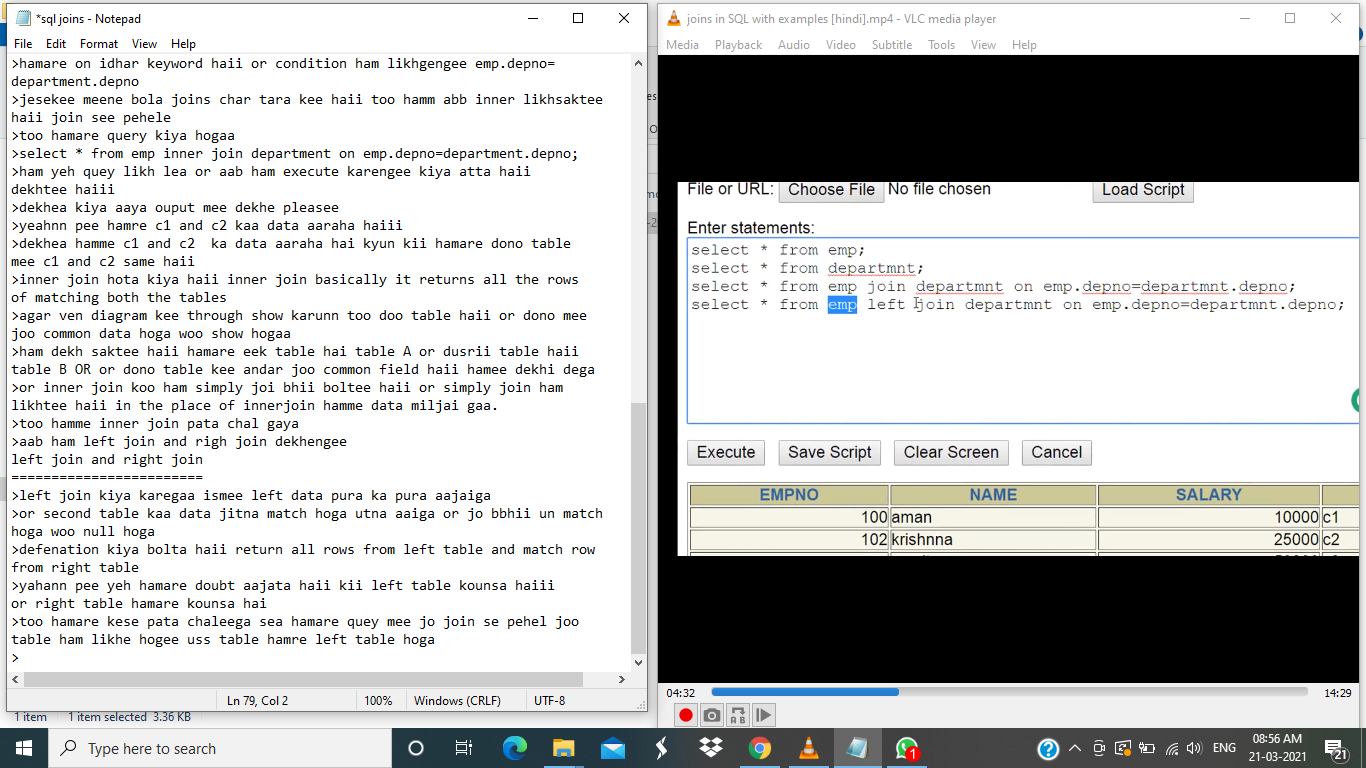 *sql joins - Notepad
File Edit Format View Help
>hamare on idhar keyword haii or condition ham likhgengee emp.depno=
department.depno
>jesekee meene bola joins char tara kee haii too hamm abb inner likhsaktee
haii join see pehele
>too hamare query kiya hogaa
>select * from emp inner join department on emp.depno=department.depno;
>ham yeh quey likh lea or aab ham execute karengee kiya atta haii
dekhtee haiii
>dekhea kiya aaya ouput mee dekhe pleasee
>yeahnn pee hamre c1 and c2 kaa data aaraha haiii
>dekhea hamme c1 and c2  ka data aaraha hai kyun kii hamare dono table
mee c1 and c2 same haii
>inner join hota kiya haii inner join basically it returns all the rows
of matching both the tables
>agar ven diagram kee through show karunn too doo table haii or dono mee
joo common data hoga woo show hogaa
>ham dekh saktee haii hamare eek table hai table A or dusrii table haii
table B OR or dono table kee andar joo common field haii hamee dekhi dega
>or inner join koo ham simply joi bhii boltee haii or simply join ham
likhtee haii in the place of innerjoin hamme data miljai gaa.
>too hamme inner join pata chal gaya
>aab ham left join and righ join dekhengee
left join and right join
========================
>left join kiya karegaa ismee left data pura ka pura aajaiga
>or second table kaa data jitna match hoga utna aaiga or jo bbhii un match
hoga woo null hoga
>defenation kiya bolta haii return all rows from left table and match row
from right table
>yahann pee yeh hamare doubt aajata haii kii left table kounsa haiii
or right table hamare kounsa hai
>too hamare kese pata chaleega sea hamare quey mee jo join se pehel joo
table ham likhe hogee uss table hamre left table hoga
>
Ln 79, Col 2 100% Windows (CRLF) UTF-8
1 item 1 item selected 3.36 KB
joins in SQL with examples [hindi].mp4 - VLC media player
Media Playback Audio Video Subtitle Tools View Help
File or URL: Choose File No file chosen Load Script
Enter statements:
select * from emp;
select * from departmnt;
select * from emp join departmnt on emp.depno=departmnt.depno;
select * from emp left join departmnt on emp.depno=departmnt.depno;
Execute Save Script Clear Screen Cancel
EMPNO NAME SALARY
100 aman 10000 c1
102 krishnna 25000 c2
04:32 14:29
Type here to search
1
ENG
08:56 AM
21-03-2021
21